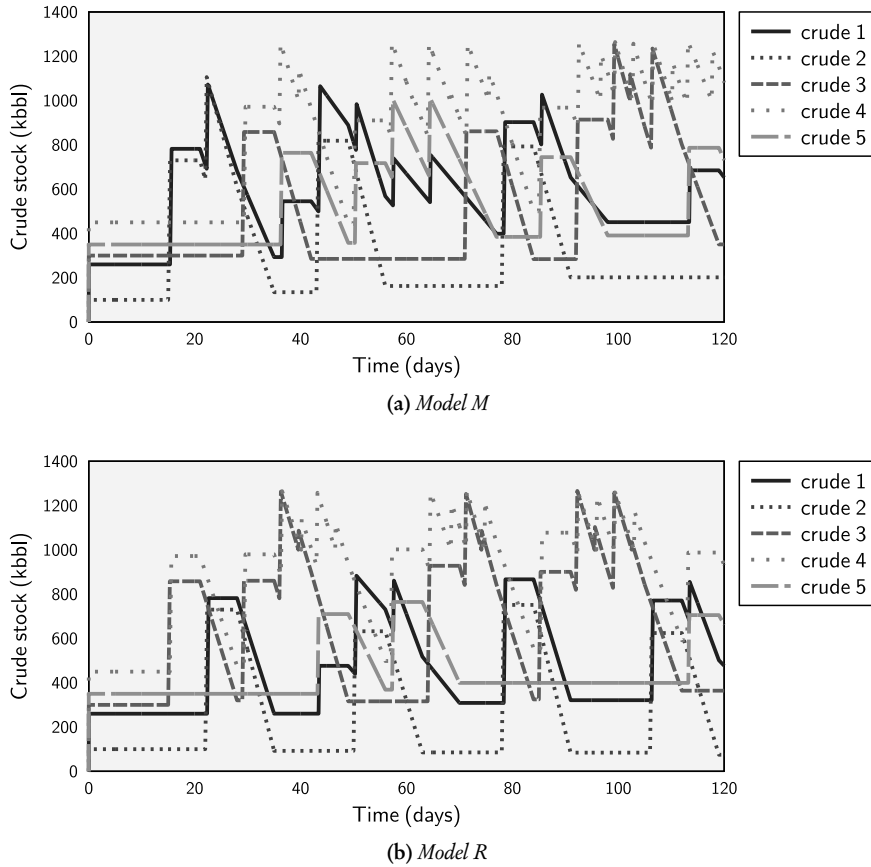 1400
1200
1000
800
600
400
200
0
Crude stock (kbbl)
0 20 40 60 80 100 120
Time (days)
crude 1
crude 2
crude 3
crude 4
crude 5
(a) Model M
1400
1200
1000
800
600
400
200
0
Crude stock (kbbl)
0 20 40 60 80 100 120
Time (days)
crude 1
crude 2
crude 3
crude 4
crude 5
(b) Model R